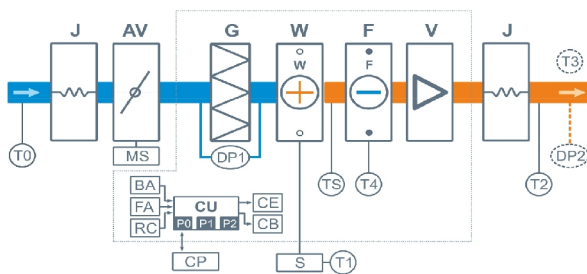 J AV G W F V J
W F
T3
T0 MS DP1 TS T4 T2 DP2
BA CU CE
FA
RC P0 P1 P2 CB
CP S T1